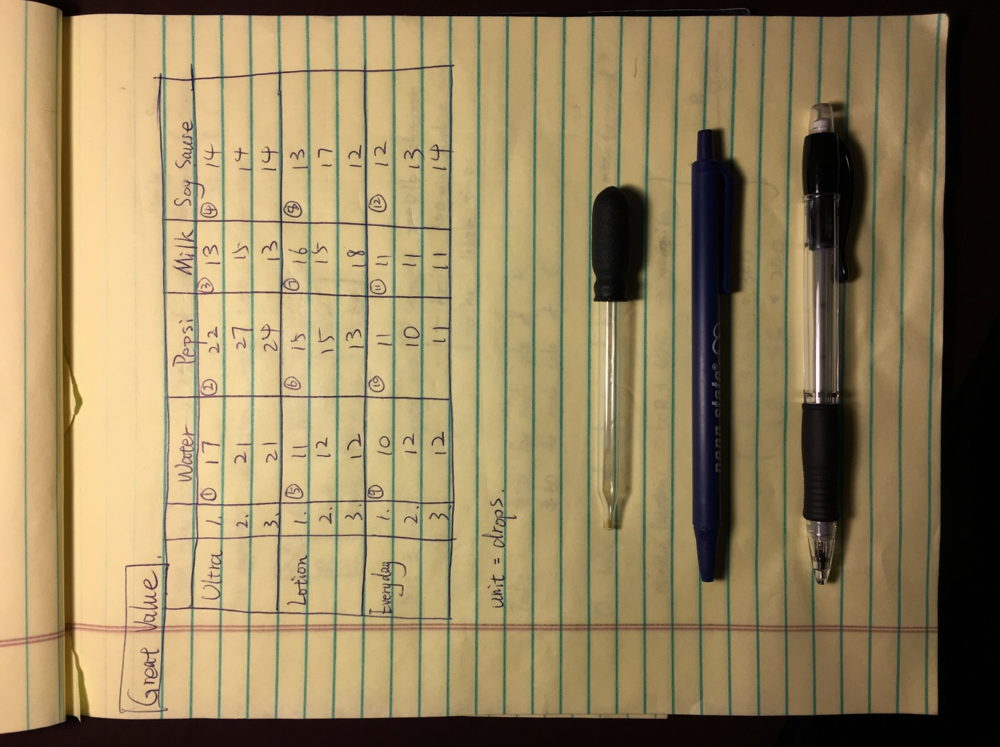 Great Value.
Water Pepsi Milk Soy Sause
Ultra 1. ① 17 ② 22 ③ 13 ④ 14
2. 21 27 15 14
3. 21 24 13 14
Lotion 1. ⑤ 11 ⑥ 15 ⑦ 16 ⑧ 13
2. 12 15 15 17
3. 12 13 18 12
Everyday 1. ⑨ 10 ⑩ 11 ⑪ 11 ⑫ 12
2. 12 10 11 13
3. 12 11 11 14
unit = drops.
penn state®